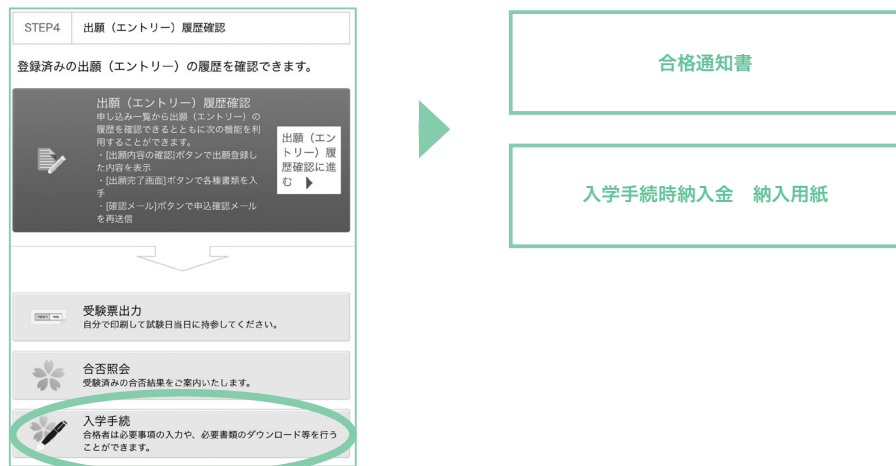 STEP4 出願（エントリー）履歴確認
登録済みの出願（エントリー）の履歴を確認できます。
出願（エントリー）履歴確認
申し込み一覧から出願（エントリー）の
履歴を確認できるとともに次の機能を利
用することができます。
・[出願内容の確認]ボタンで出願登録し
た内容を表示
・[出願完了画面]ボタンで各種書類を入
手
・[確認メール]ボタンで申込確認メール
を再送信
出願（エン
トリー）履
歴確認に進
む
受験票出力
自分で印刷して試験日当日に持参してください。
合否照会
受験済みの合否結果をご案内いたします。
入学手続
合格者は必要事項の入力や、必要書類のダウンロード等を行う
ことができます。
合格通知書
入学手続時納入金　納入用紙